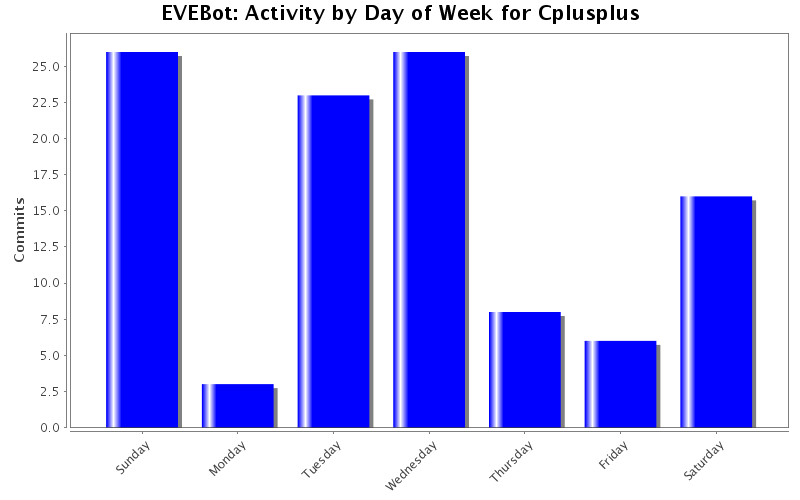 EVEBot: Activity by Day of Week for Cplusplus
Commits
25.0
22.5
20.0
17.5
15.0
12.5
10.0
7.5
5.0
2.5
0.0
Sunday
Monday
Tuesday
Wednesday
Thursday
Friday
Saturday